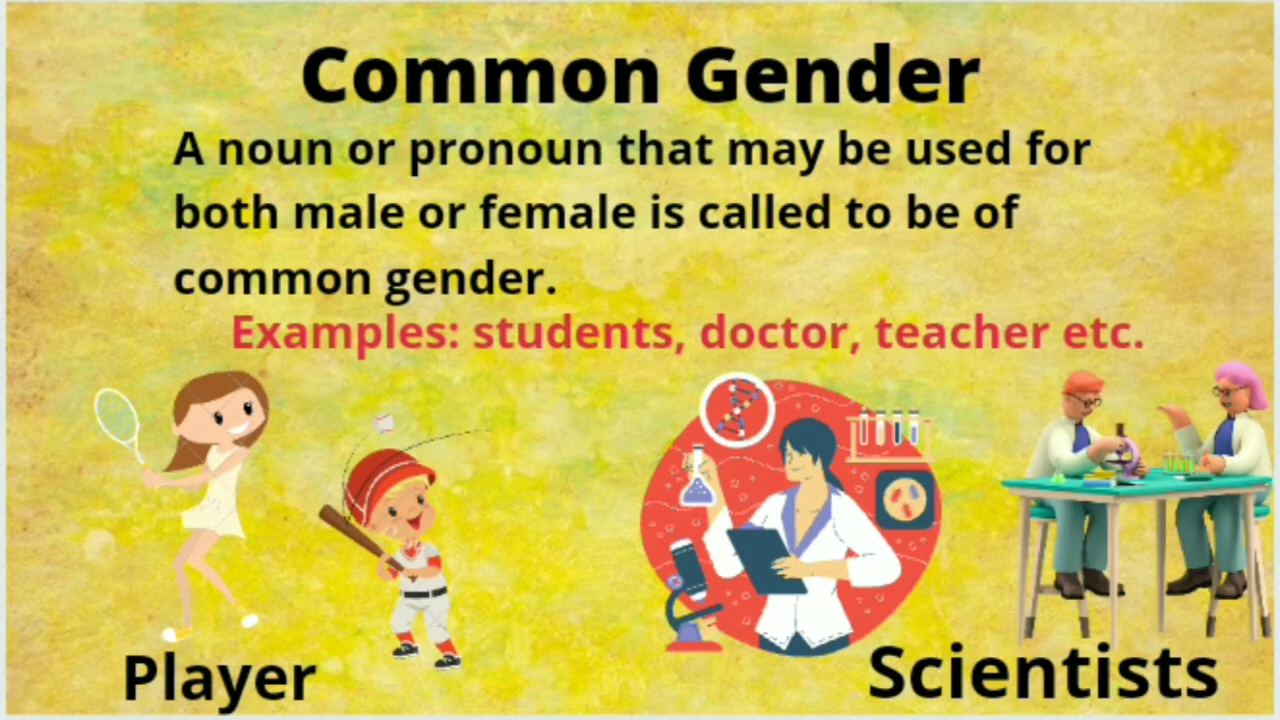 Common Gender
A noun or pronoun that may be used for
both male or female is called to be of
common gender.
Examples: students, doctor, teacher etc.
Player
Scientists